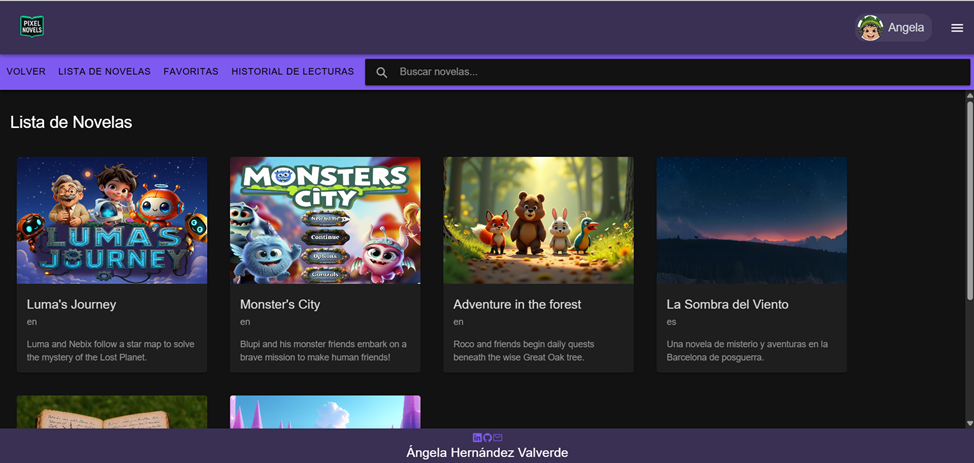 PIXEL
NOVELS
Angela
VOLVER LISTA DE NOVELAS FAVORITAS HISTORIAL DE LECTURAS Buscar novelas...
Lista de Novelas
LUMA'S
JOURNEY
MONSTERS
CITY
New Game
Continue
Options
Controls
Luma's Journey
en
Luma and Nebix follow a star map to solve
the mystery of the Lost Planet.
Monster's City
en
Blupi and his monster friends embark on a
brave mission to make human friends!
Adventure in the forest
en
Roco and friends begin daily quests
beneath the wise Great Oak tree.
La Sombra del Viento
es
Una novela de misterio y aventuras en la
Barcelona de posguerra.
Ángela Hernández Valverde